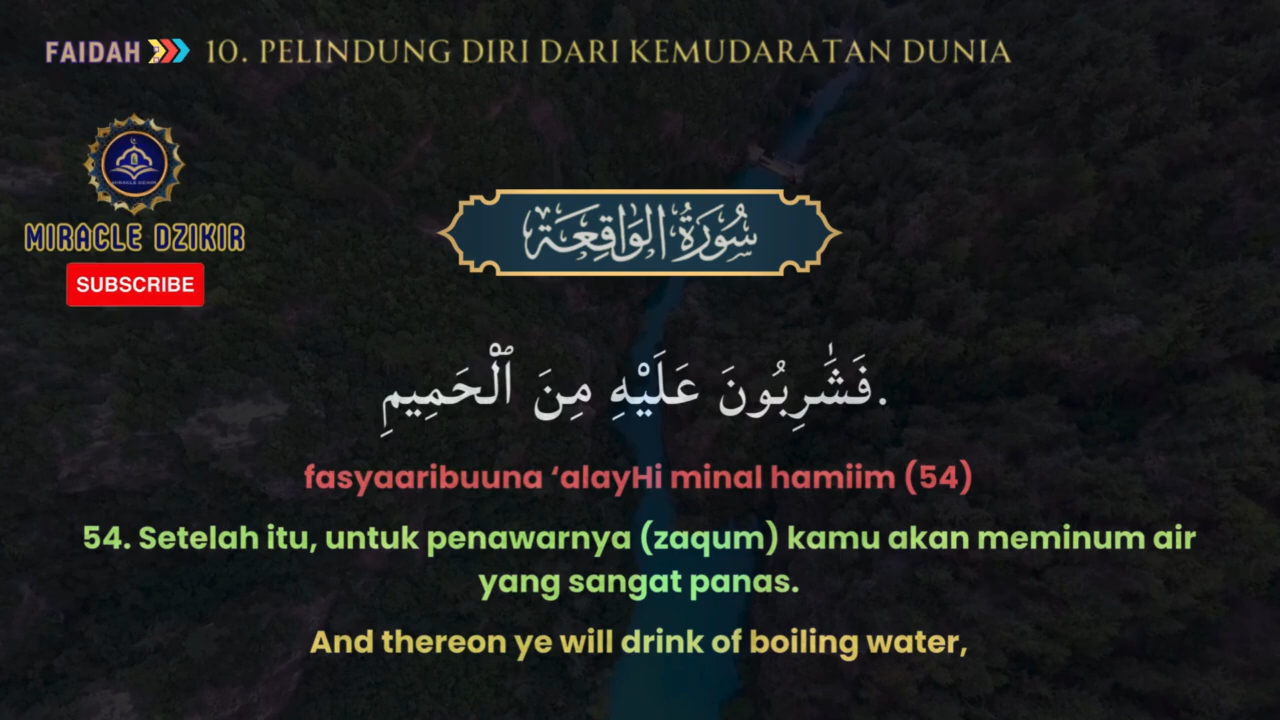 FAIDAH 10. PELINDUNG DIRI DARI KEMUDARATAN DUNIA
MIRACLE DZIKIR
MIRACLE DZIKIR
SUBSCRIBE
سُورَةُ الوَاقِعَة
فَشَٰرِبُونَ عَلَيْهِ مِنَ ٱلْحَمِيمِ.
fasyaaribuuna ‘alayHi minal hamiim (54)
54. Setelah itu, untuk penawarnya (zaqum) kamu akan meminum air
yang sangat panas.
And thereon ye will drink of boiling water,